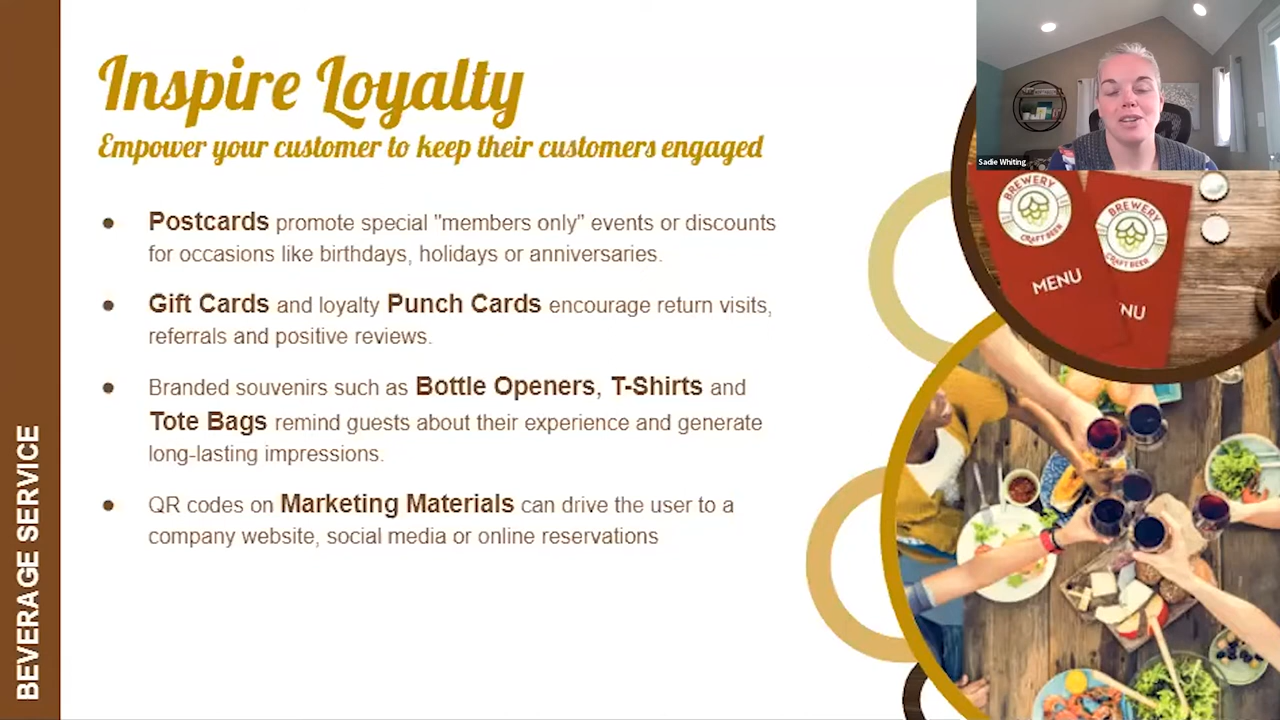 Inspire Loyalty
Empower your customer to keep their customers engaged
● Postcards promote special "members only" events or discounts
for occasions like birthdays, holidays or anniversaries.
● Gift Cards and loyalty Punch Cards encourage return visits,
referrals and positive reviews.
● Branded souvenirs such as Bottle Openers, T-Shirts and
Tote Bags remind guests about their experience and generate
long-lasting impressions.
● QR codes on Marketing Materials can drive the user to a
company website, social media or online reservations
BEVERAGE SERVICE
Sadie Whiting
BREWERY
CRAFT BEER
MENU
BREWERY
CRAFT BEER
NU